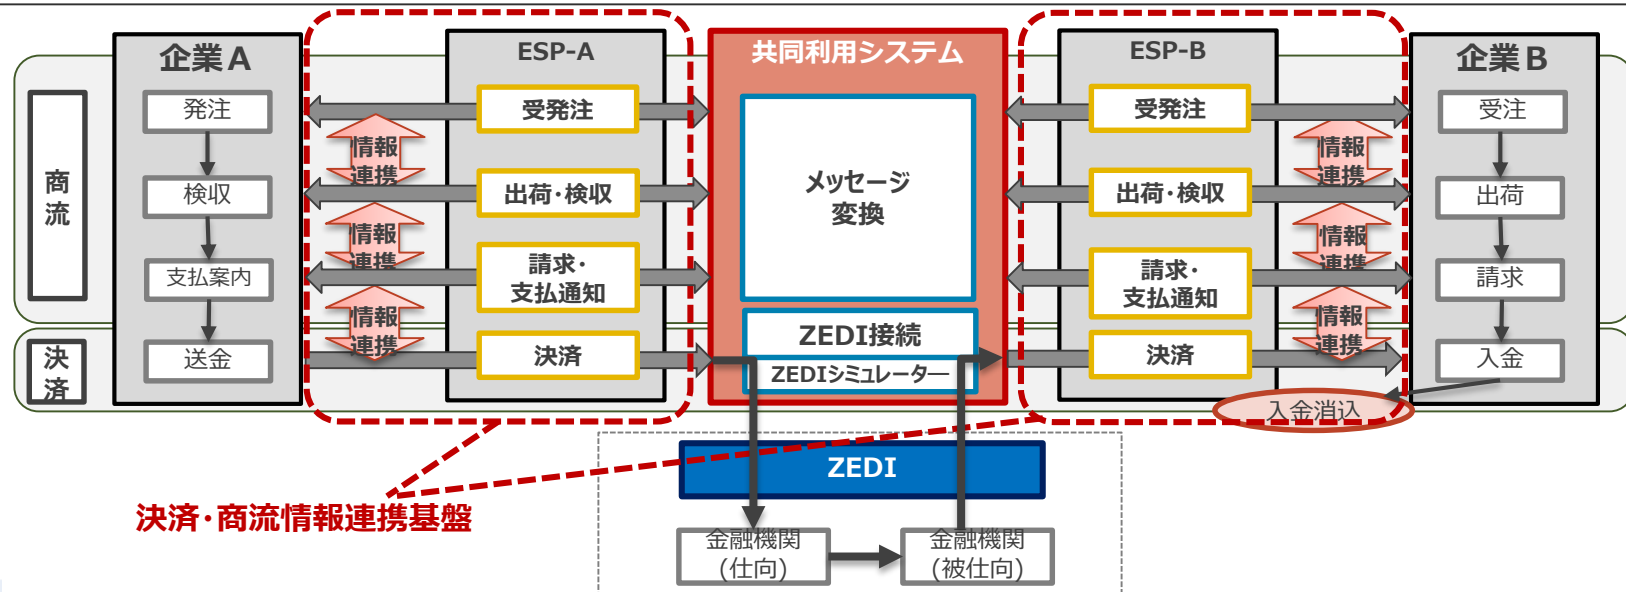 企業A
ESP-A
共同利用システム
ESP-B
企業B
商
流
発注
検収
支払案内
情報
連携
情報
連携
情報
連携
受発注
出荷・検収
請求・
支払通知
メッセージ
変換
受発注
出荷・検収
請求・
支払通知
情報
連携
情報
連携
情報
連携
受注
出荷
請求
決
済
送金
決済
ZEDI接続
ZEDIシミュレーター
決済
入金
入金消込
ZEDI
決済・商流情報連携基盤
金融機関
(仕向)
金融機関
(被仕向)